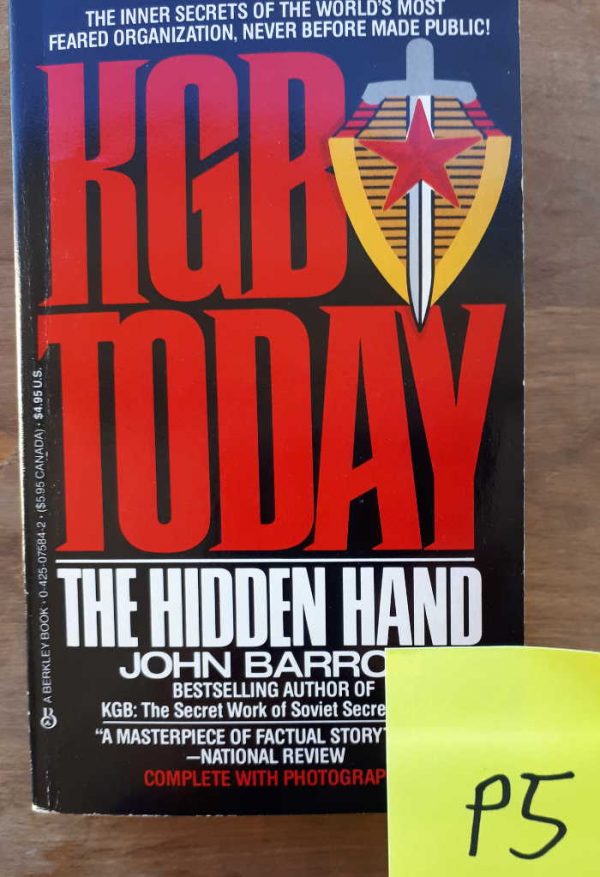 THE INNER SECRETS OF THE WORLD'S MOST
FEARED ORGANIZATION, NEVER BEFORE MADE PUBLIC!
KGB
TODAY
THE HIDDEN HAND
JOHN BARRO
BESTSELLING AUTHOR OF
KGB: The Secret Work of Soviet Secre
"A MASTERPIECE OF FACTUAL STORYT
—NATIONAL REVIEW
COMPLETE WITH PHOTOGRAP
A BERKLEY BOOK • 0-425-07584-2 • ($5.95 CANADA) • $4.95 U.S.
P5